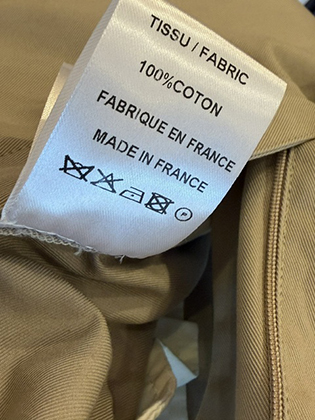 TISSU / FABRIC
100%COTON
FABRIQUE EN FRANCE
MADE IN FRANCE
P